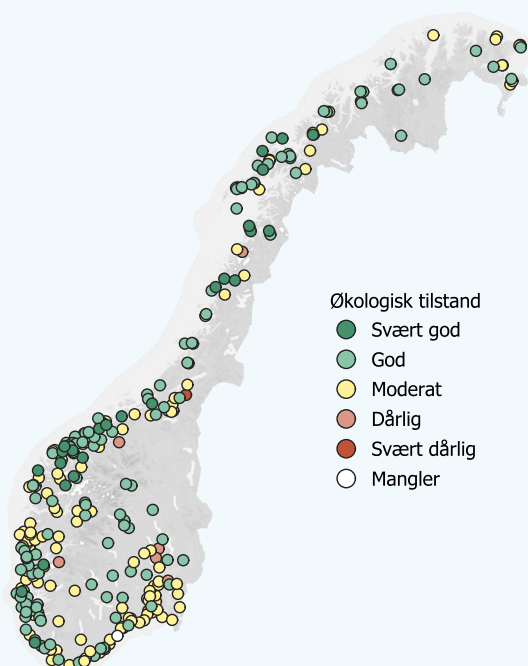 Økologisk tilstand
Svært god
God
Moderat
Dårlig
Svært dårlig
Mangler